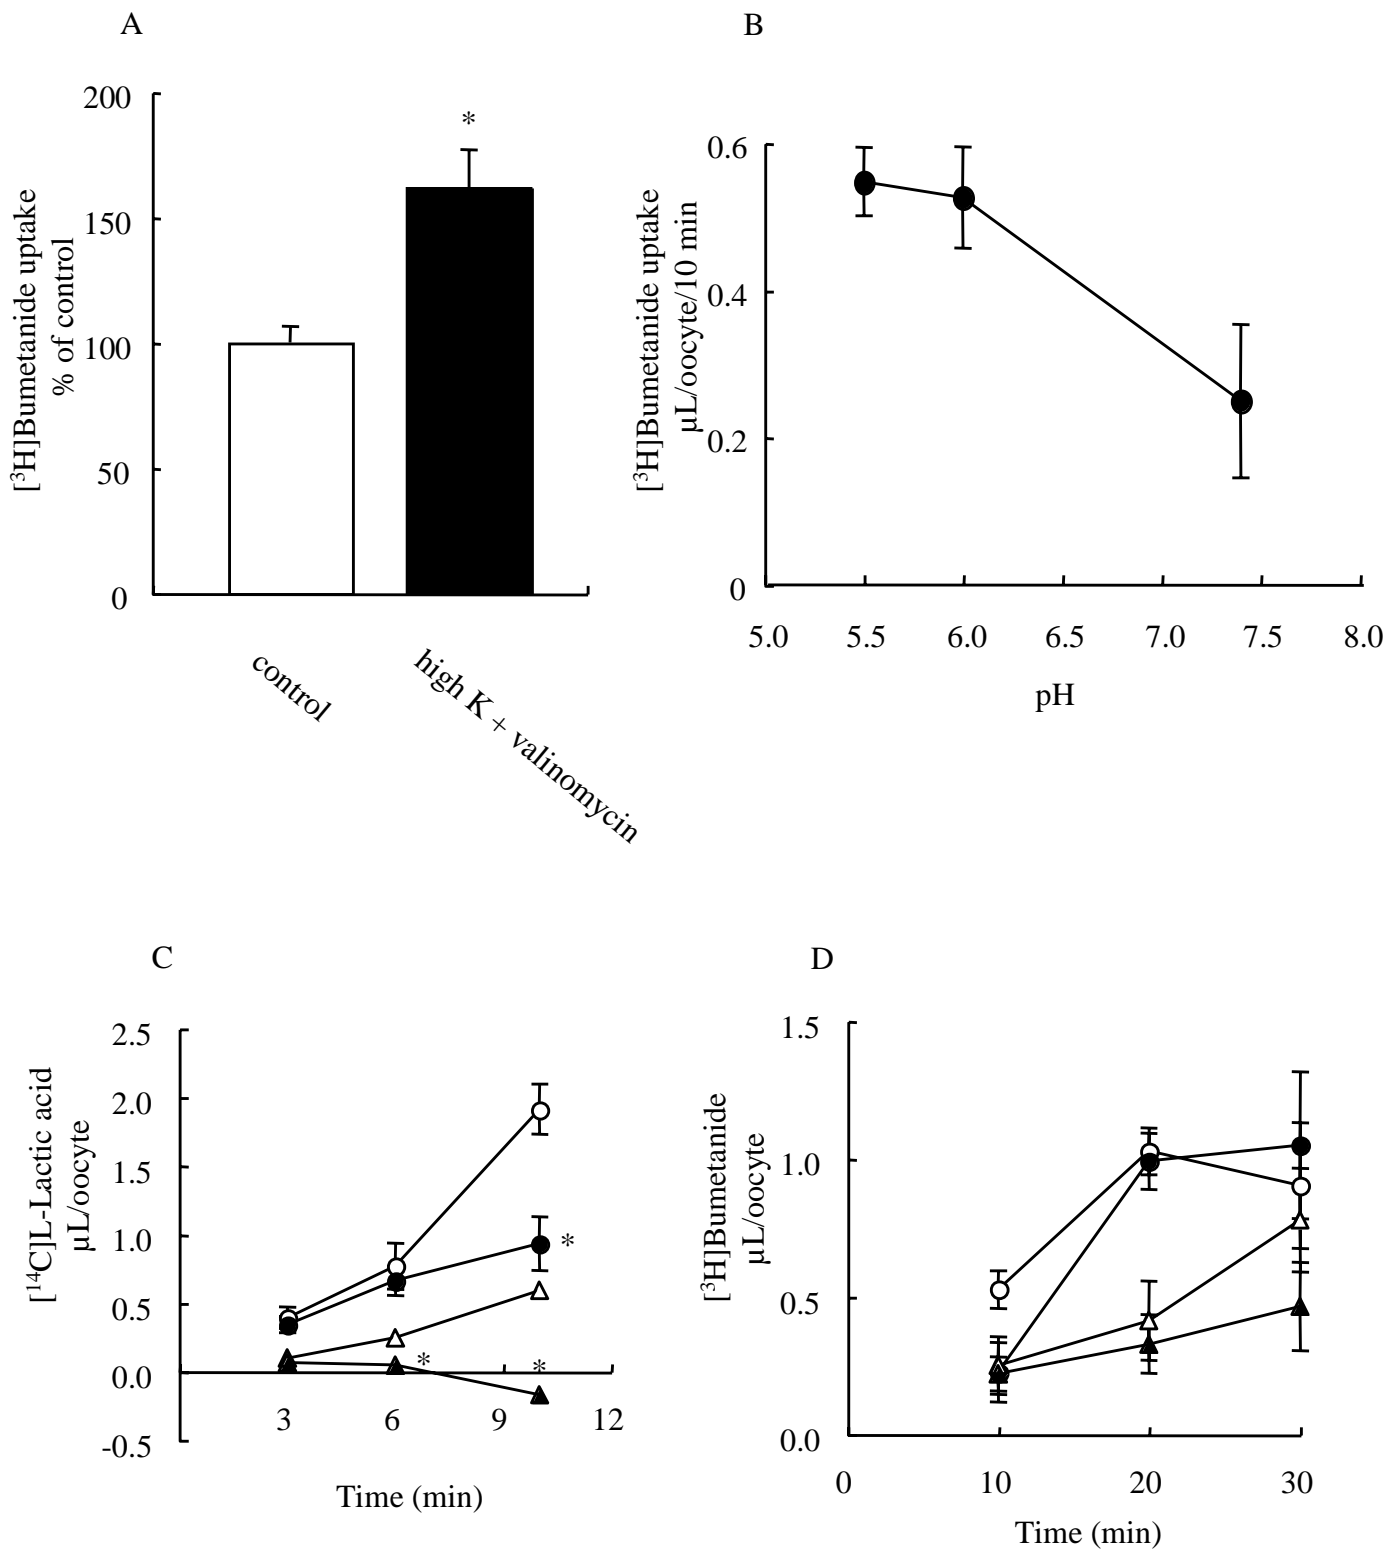 A
B
200
150
100
50
0
[³H]Bumetanide uptake
% of control
*
control
high K + valinomycin
0.6
0.4
0.2
0
[³H]Bumetanide uptake
µL/oocyte/10 min
5.0 5.5 6.0 6.5 7.0 7.5 8.0
pH
C
D
2.5
2.0
1.5
1.0
0.5
0.0
-0.5
[¹⁴C]L-Lactic acid
µL/oocyte
*
*
*
3 6 9 12
Time (min)
1.5
1.0
0.5
0.0
[³H]Bumetanide
µL/oocyte
0 10 20 30
Time (min)